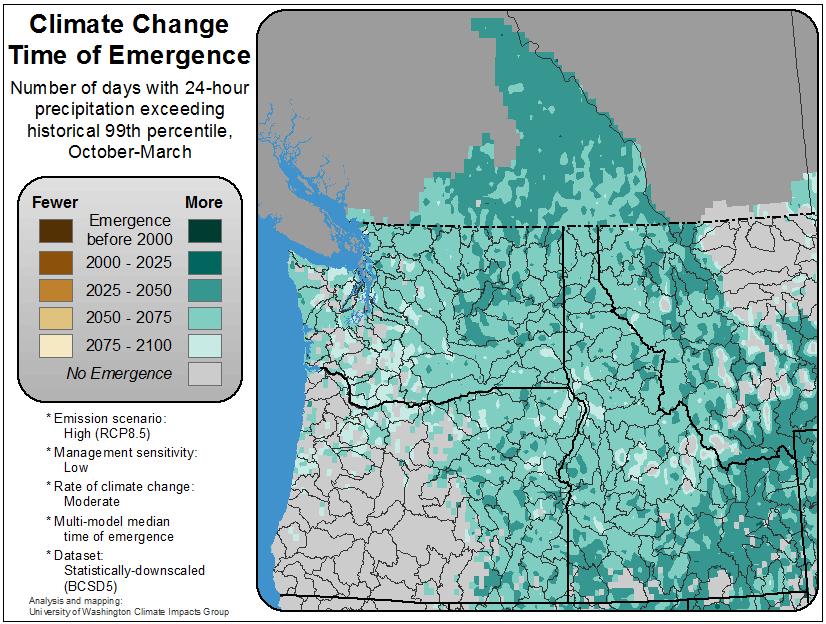 Climate Change
Time of Emergence
Number of days with 24-hour
precipitation exceeding
historical 99th percentile,
October-March
Fewer More
Emergence
before 2000
2000 - 2025
2025 - 2050
2050 - 2075
2075 - 2100
No Emergence
* Emission scenario:
High (RCP8.5)
* Management sensitivity:
Low
* Rate of climate change:
Moderate
* Multi-model median
time of emergence
* Dataset:
Statistically-downscaled
(BCSD5)
Analysis and mapping:
University of Washington Climate Impacts Group